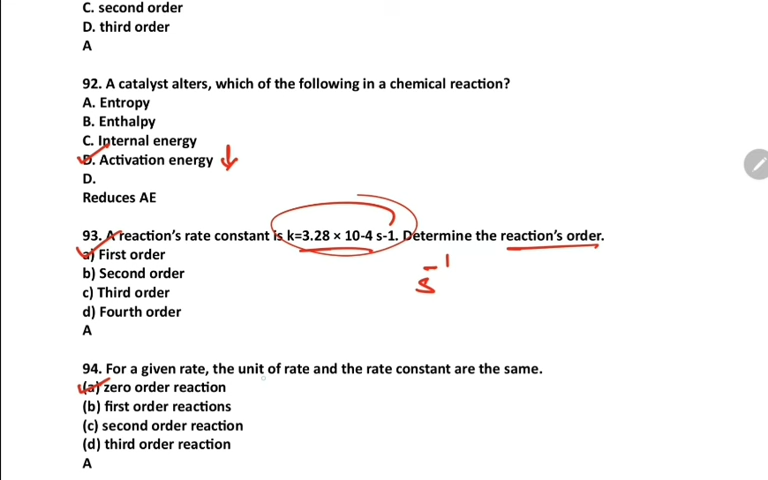 C. second order
D. third order
A
92. A catalyst alters, which of the following in a chemical reaction?
A. Entropy
B. Enthalpy
C. Internal energy
D. Activation energy ↓
D.
Reduces AE
93. A reaction's rate constant is k=3.28 × 10-4 s-1. Determine the reaction's order.
a) First order
b) Second order
s⁻¹
c) Third order
d) Fourth order
A
94. For a given rate, the unit of rate and the rate constant are the same.
(a) zero order reaction
(b) first order reactions
(c) second order reaction
(d) third order reaction
A